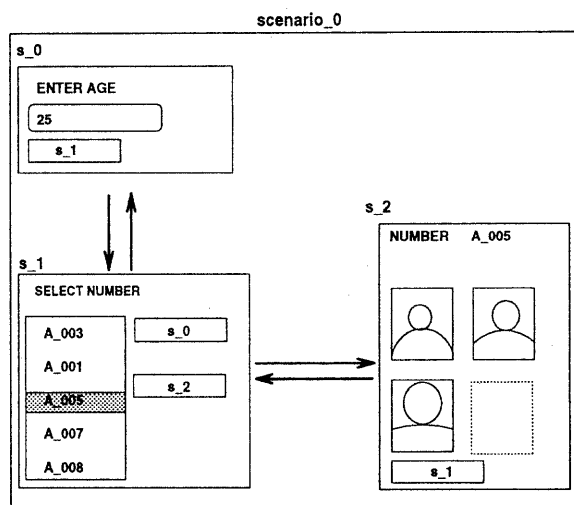 scenario_0
s_0
ENTER AGE
25
s_1
s_1
SELECT NUMBER
A_003
s_0
A_001
s_2
A_005
A_007
A_008
s_2
NUMBER A_005
s_1